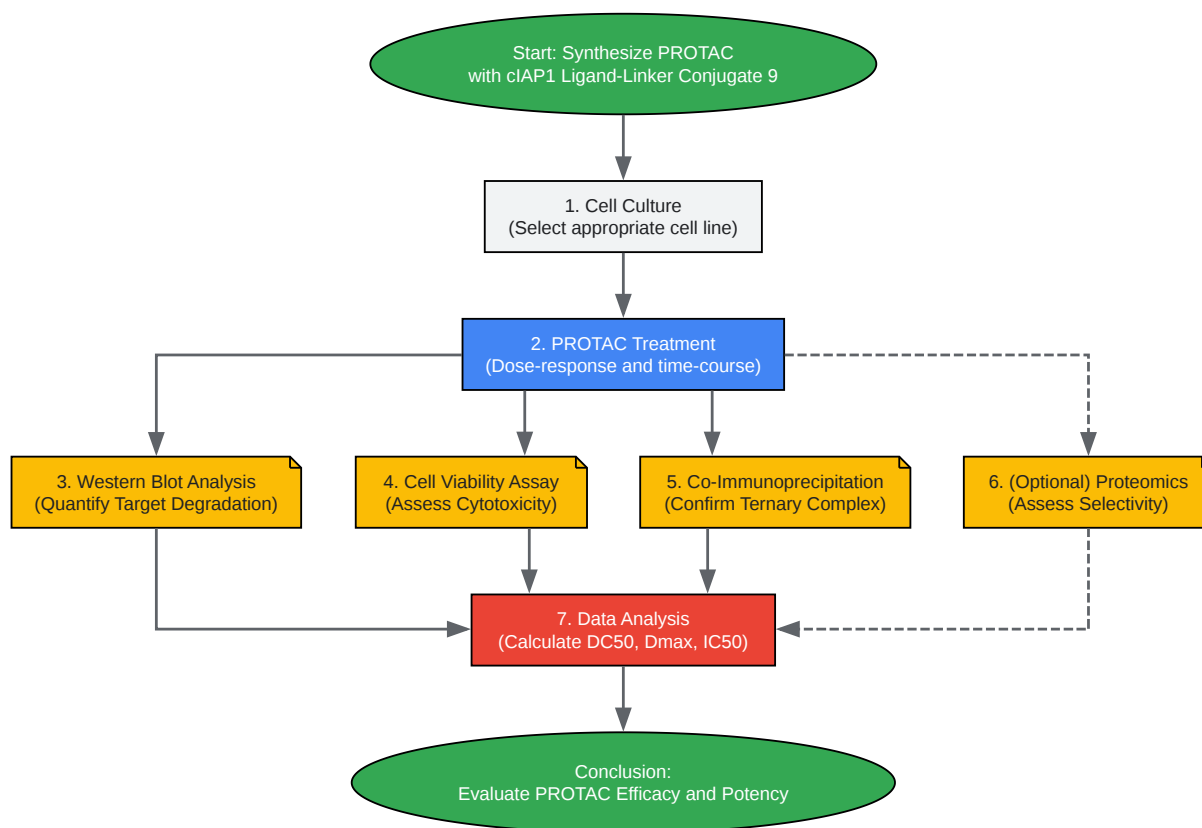 Start: Synthesize PROTAC
with cIAP1 Ligand-Linker Conjugate 9
1. Cell Culture
(Select appropriate cell line)
2. PROTAC Treatment
(Dose-response and time-course)
3. Western Blot Analysis
(Quantify Target Degradation)
4. Cell Viability Assay
(Assess Cytotoxicity)
5. Co-Immunoprecipitation
(Confirm Ternary Complex)
6. (Optional) Proteomics
(Assess Selectivity)
7. Data Analysis
(Calculate DC50, Dmax, IC50)
Conclusion:
Evaluate PROTAC Efficacy and Potency